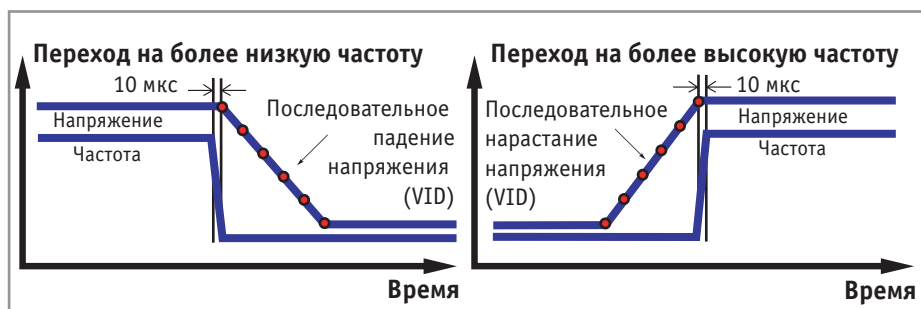 Переход на более низкую частоту
10 мкс
Напряжение
Частота
Последовательное
падение
напряжения
(VID)
Время
Переход на более высокую частоту
10 мкс
Последовательное
нарастание
напряжения
(VID)
Напряжение
Частота
Время